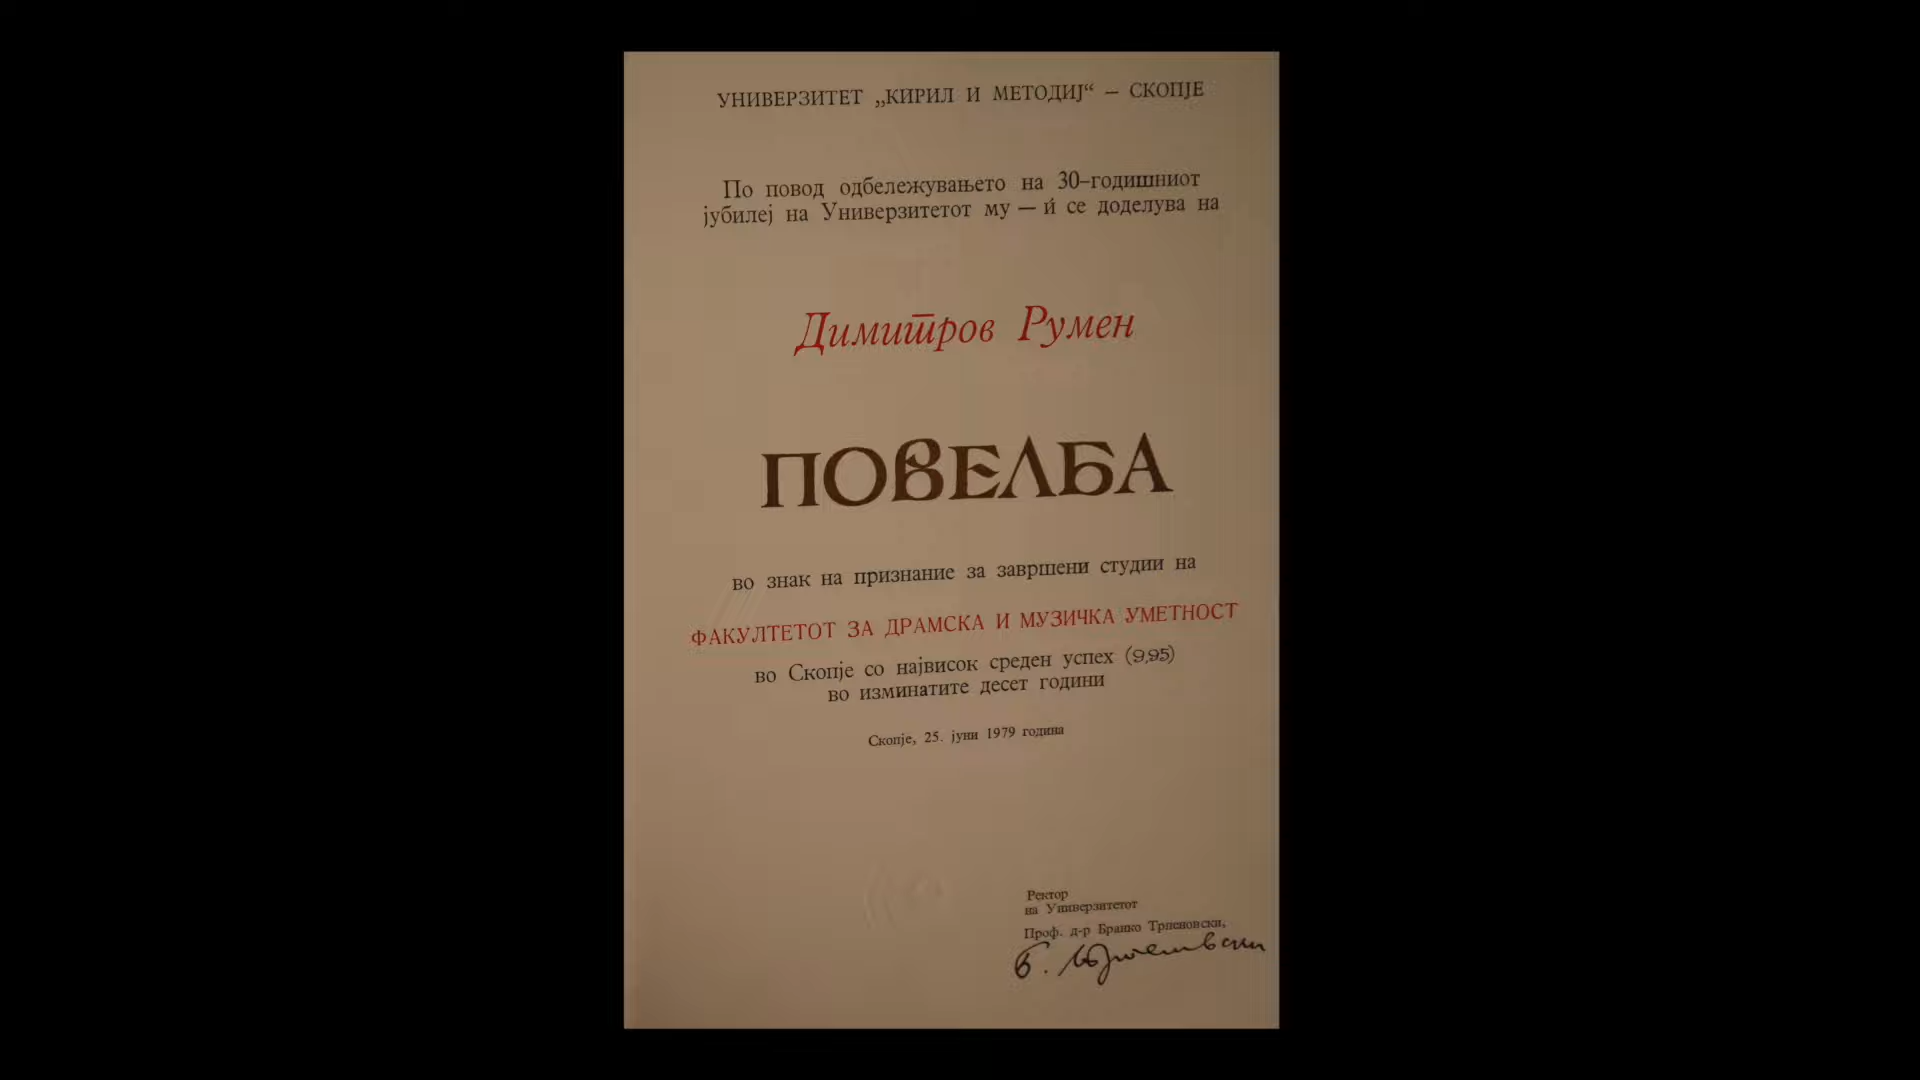 УНИВЕРЗИТЕТ „КИРИЛ И МЕТОДИЈ“ — СКОПЈЕ
По повод одбележувањето на 30-годишниот
јубилеј на Универзитетот му — ѝ се доделува на
Димитров Румен
ПОВЕЛБА
во знак на признание за завршени студии на
ФАКУЛТЕТОТ ЗА ДРАМСКА И МУЗИЧКА УМЕТНОСТ
во Скопје со највисок среден успех (9,95)
во изминатите десет години
Скопје, 25. јуни 1979 година
Ректор
на Универзитетот
Проф. д-р Бранко Трпеновски,
Б. Трпеновски